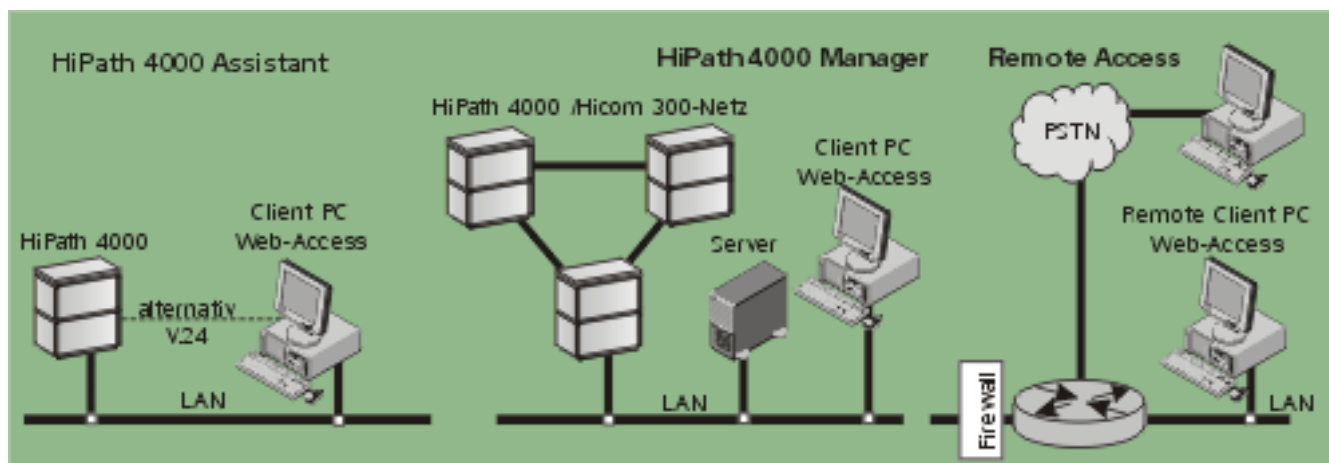 HiPath 4000 Assistant
HiPath 4000
Client PC
Web-Access
alternativ
V.24
LAN
HiPath 4000 Manager
HiPath 4000 /Hicom 300-Netz
Server
Client PC
Web-Access
LAN
Remote Access
PSTN
Remote Client PC
Web-Access
Firewall
LAN